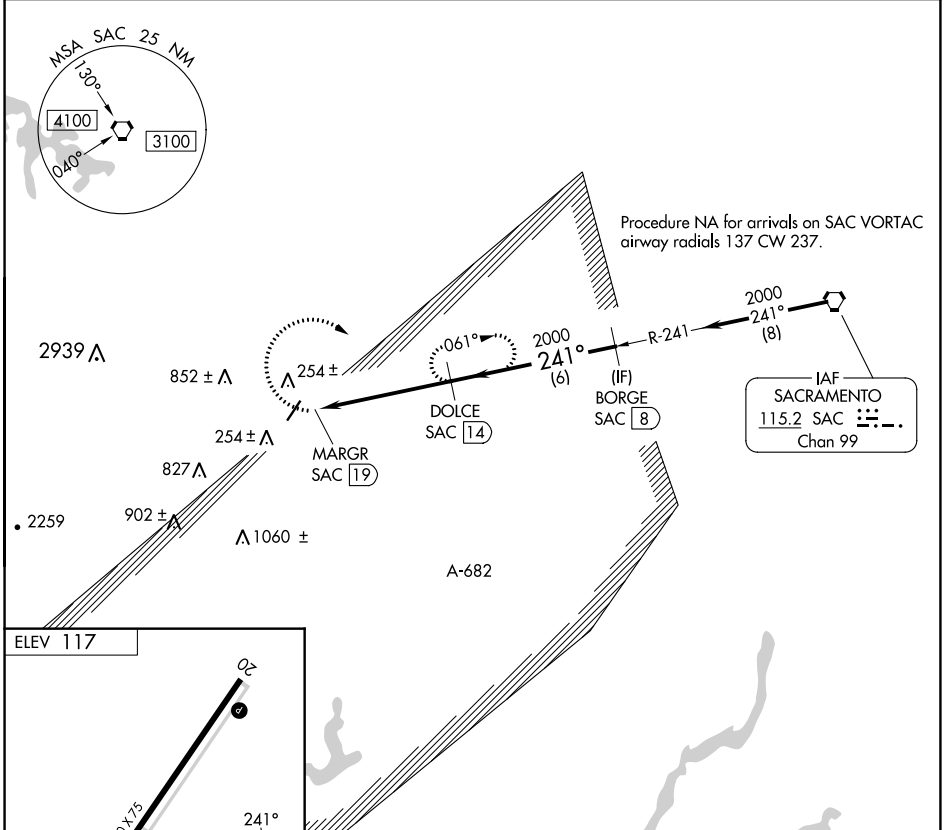 MSA SAC 25 NM
130°
4100
3100
040°
Procedure NA for arrivals on SAC VORTAC
airway radials 137 CW 237.
2000
241°
(8)
R-241
IAF
SACRAMENTO
115.2 SAC
Chan 99
2000
241°
(6)
061°
(IF)
BORGE
SAC 8
DOLCE
SAC 14
MARGR
SAC 19
2939
852 ±
254 ±
254 ±
827
902 ±
2259
1060 ±
A-682
ELEV 117
20
X 75
241°